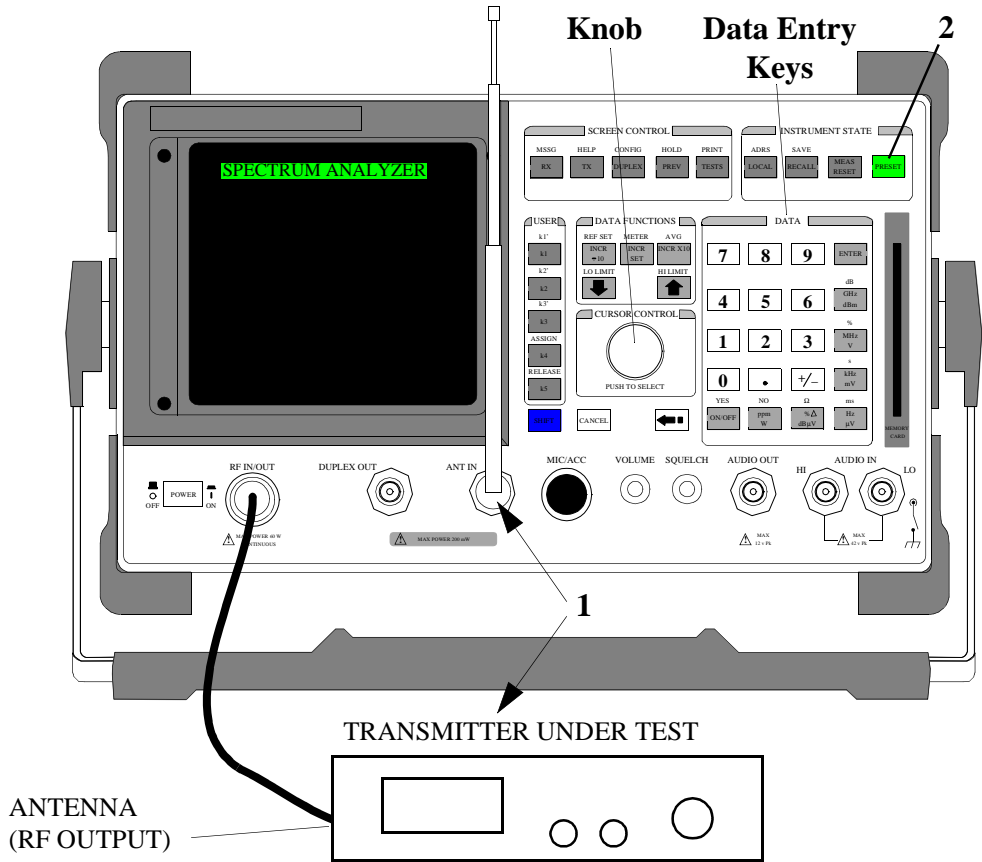 Knob
Data Entry
Keys
2
SCREEN CONTROL
INSTRUMENT STATE
MSSG HELP CONFIG HOLD PRINT
ADRS SAVE
RX TX DUPLEX PREV TESTS
LOCAL RECALL MEAS RESET PRESET
SPECTRUM ANALYZER
USER
DATA FUNCTIONS
DATA
k1'
k1
k2'
k2
k3'
k3
ASSIGN
k4
RELEASE
k5
REF SET METER AVG
INCR ÷10 INCR SET INCR X10
LO LIMIT HI LIMIT
CURSOR CONTROL
PUSH TO SELECT
7 8 9 ENTER
dB
4 5 6 GHz dBm
%
1 2 3 MHz V
s
0 . +/− kHz mV
YES NO Ω ms
ON/OFF ppm W %Δ dBµV Hz µV
MEMORY
CARD
SHIFT CANCEL
RF IN/OUT
DUPLEX OUT
ANT IN
MIC/ACC
VOLUME
SQUELCH
AUDIO OUT
AUDIO IN
HI
LO
OFF
POWER
ON
MAX POWER 60 W
CONTINUOUS
MAX POWER 200 mW
MAX
12 v Pk
MAX
42 v Pk
1
TRANSMITTER UNDER TEST
ANTENNA
(RF OUTPUT)